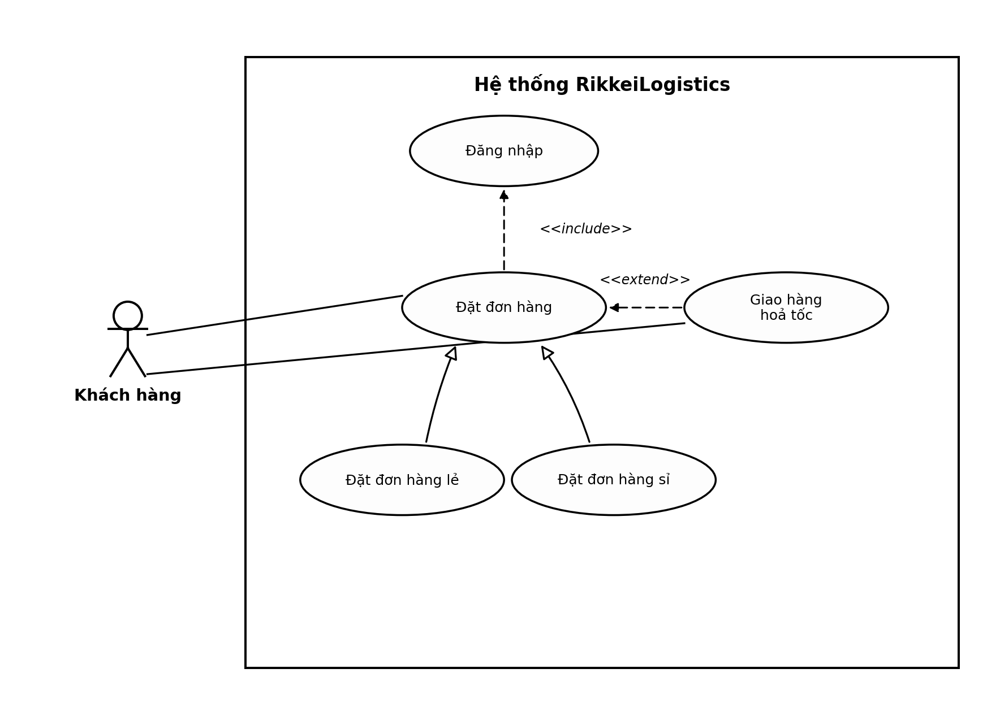 Hệ thống RikkeiLogistics
Đăng nhập
<<include>>
<<extend>>
Đặt đơn hàng
Giao hàng
hoả tốc
Khách hàng
Đặt đơn hàng lẻ
Đặt đơn hàng sỉ